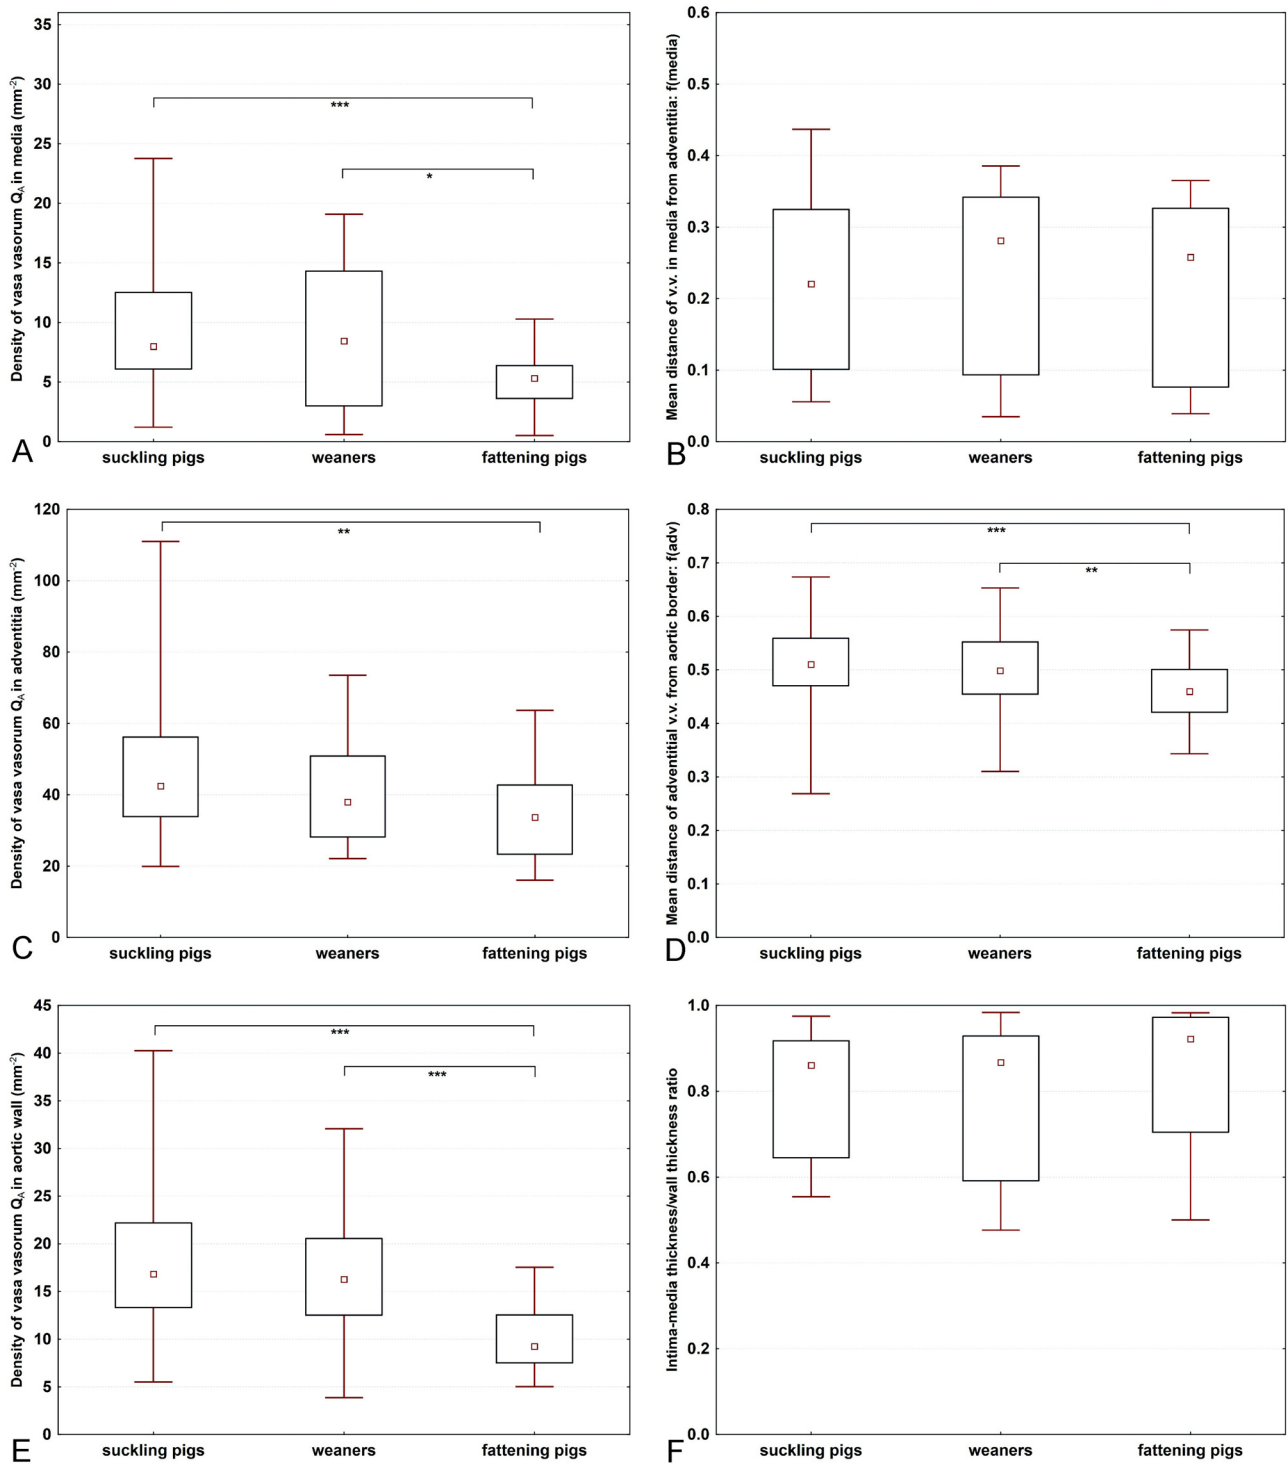 Density of vasa vasorum QA in media (mm-2)
35
30
25
20
15
10
5
0
***
*
suckling pigs
weaners
fattening pigs
A
Mean distance of v.v. in media from adventitia: f(media)
0.6
0.5
0.4
0.3
0.2
0.1
0.0
suckling pigs
weaners
fattening pigs
B
Density of vasa vasorum QA in adventitia (mm-2)
120
100
80
60
40
20
0
**
suckling pigs
weaners
fattening pigs
C
Mean distance of adventitial v.v. from aortic border: f(adv)
0.8
0.7
0.6
0.5
0.4
0.3
0.2
0.1
0.0
***
**
suckling pigs
weaners
fattening pigs
D
Density of vasa vasorum QA in aortic wall (mm-2)
45
40
35
30
25
20
15
10
5
0
***
***
suckling pigs
weaners
fattening pigs
E
Intima-media thickness/wall thickness ratio
1.0
0.8
0.6
0.4
0.2
0.0
suckling pigs
weaners
fattening pigs
F